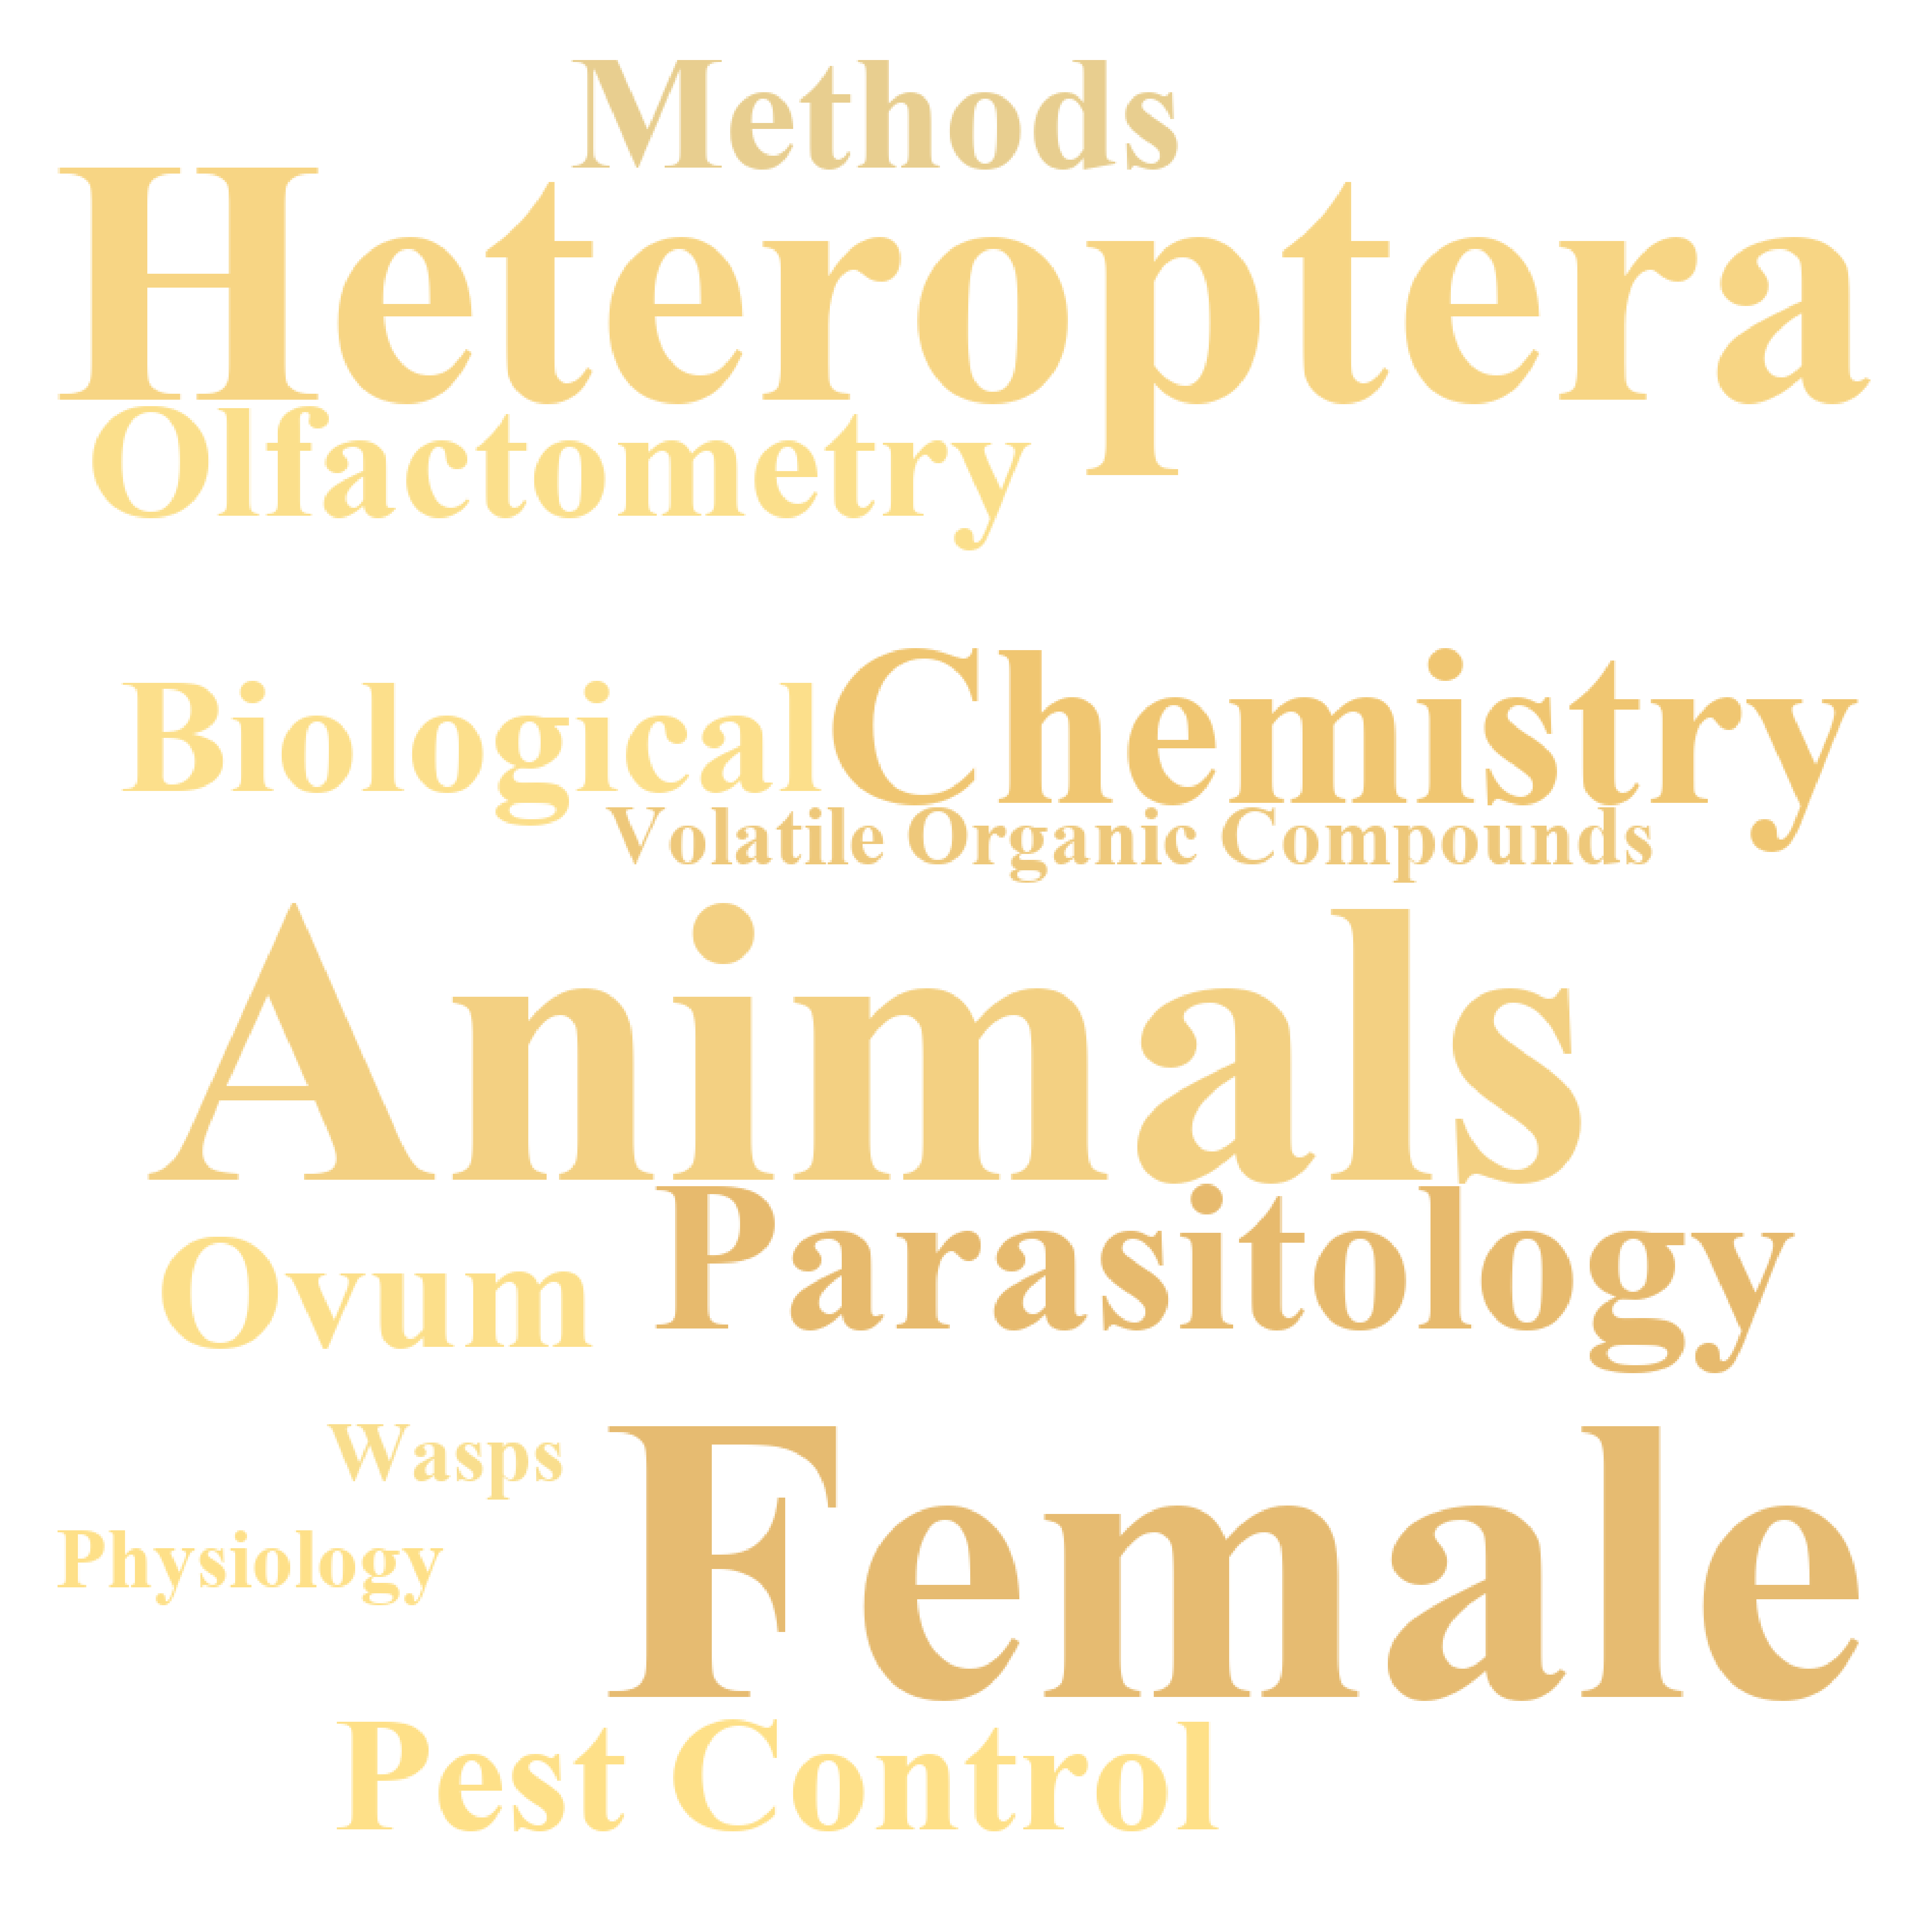 Methods
Heteroptera
Olfactometry
Biological Chemistry
Volatile Organic Compounds
Animals
Ovum Parasitology
Wasps
Female
Physiology
Pest Control